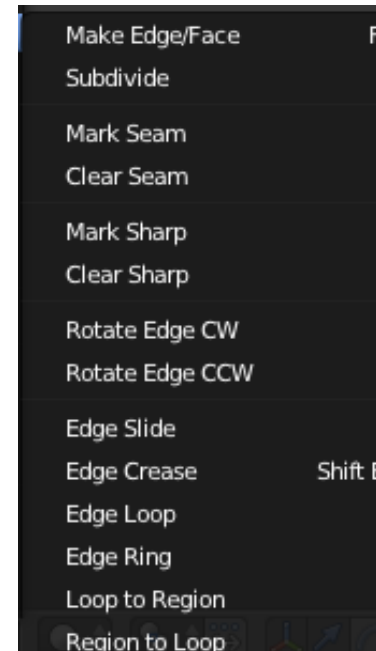 Make Edge/Face F
Subdivide
Mark Seam
Clear Seam
Mark Sharp
Clear Sharp
Rotate Edge CW
Rotate Edge CCW
Edge Slide
Edge Crease Shift E
Edge Loop
Edge Ring
Loop to Region
Region to Loop